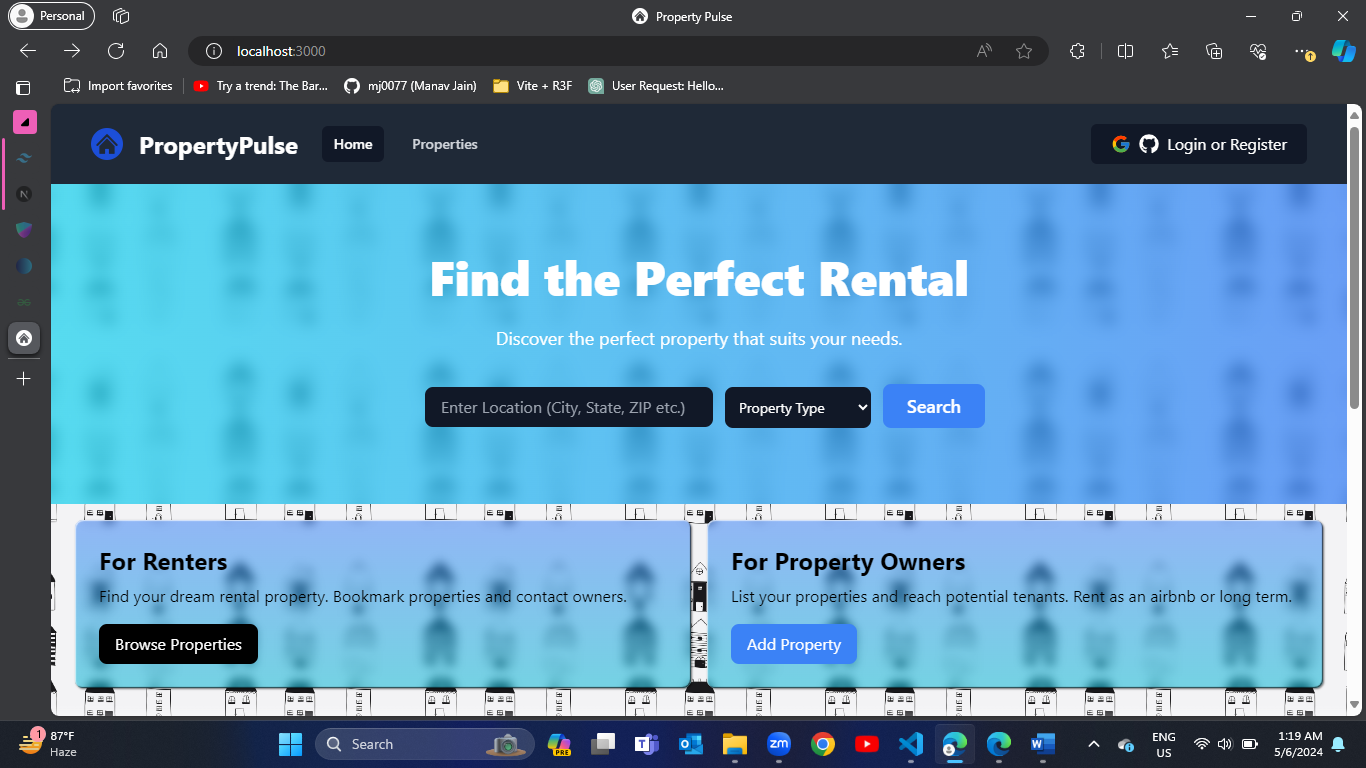 Personal
Property Pulse
localhost:3000
Import favorites
Try a trend: The Bar...
mj0077 (Manav Jain)
Vite + R3F
User Request: Hello...
PropertyPulse
Home
Properties
Login or Register
Find the Perfect Rental
Discover the perfect property that suits your needs.
Enter Location (City, State, ZIP etc.)
Property Type
Search
For Renters
Find your dream rental property. Bookmark properties and contact owners.
Browse Properties
For Property Owners
List your properties and reach potential tenants. Rent as an airbnb or long term.
Add Property
1
87°F
Haze
Search
PRE
zm
ENG
US
1:19 AM
5/6/2024